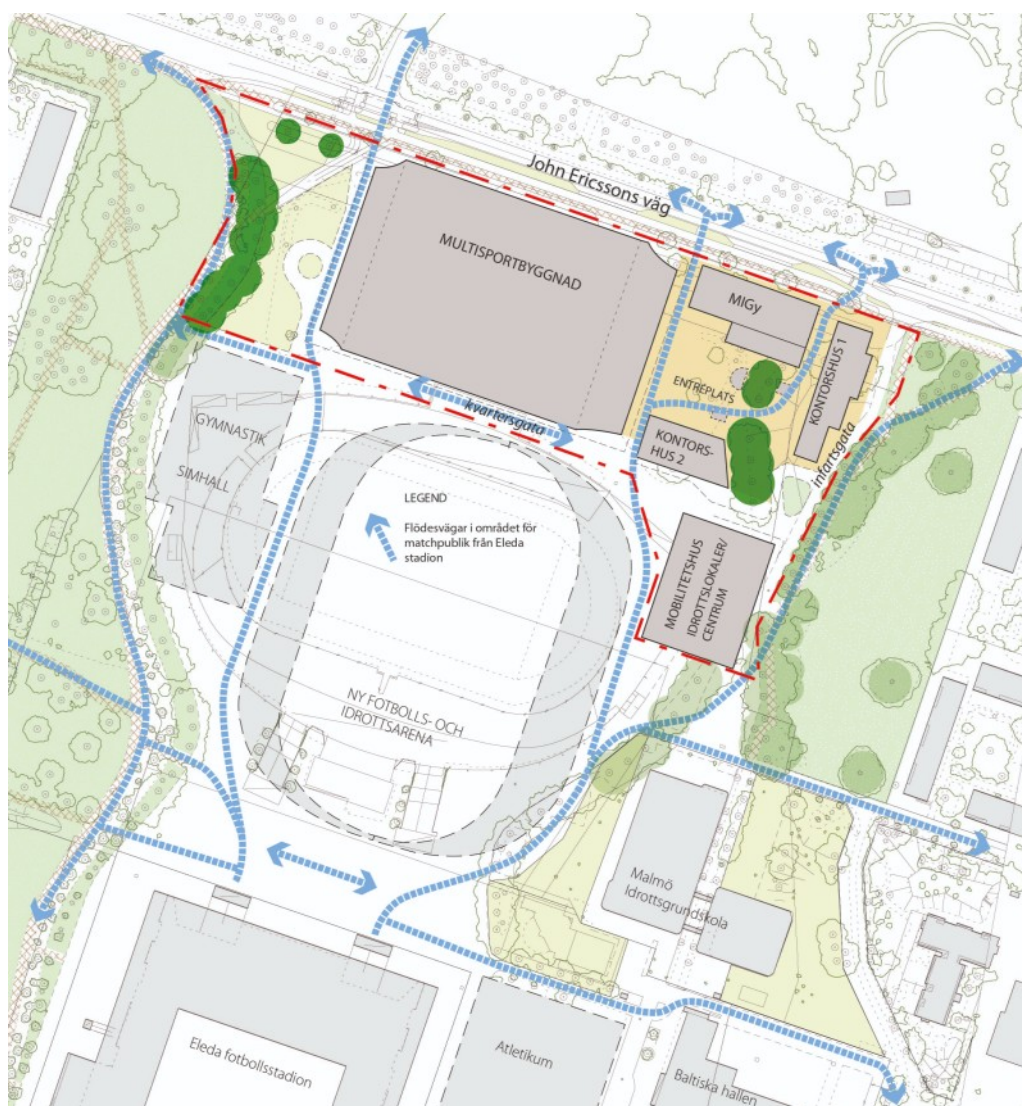 John Ericssons väg
MULTISPORTBYGGNAD
MIGy
KONTORSHUS 1
ENTRÉPLATS
kvartersgata
KONTORS-
HUS 2
infartsgata
GYMNASTIK
SIMHALL
LEGEND
Flödesvägar i området för
matchpublik från Eleda
stadion
MOBILITETSHUS
IDROTTSLOKALER/
CENTRUM
NY FOTBOLLS- OCH
IDROTTSARENA
Malmö
Idrottsgrundskola
Eleda fotbollsstadion
Atletikum
Baltiska hallen